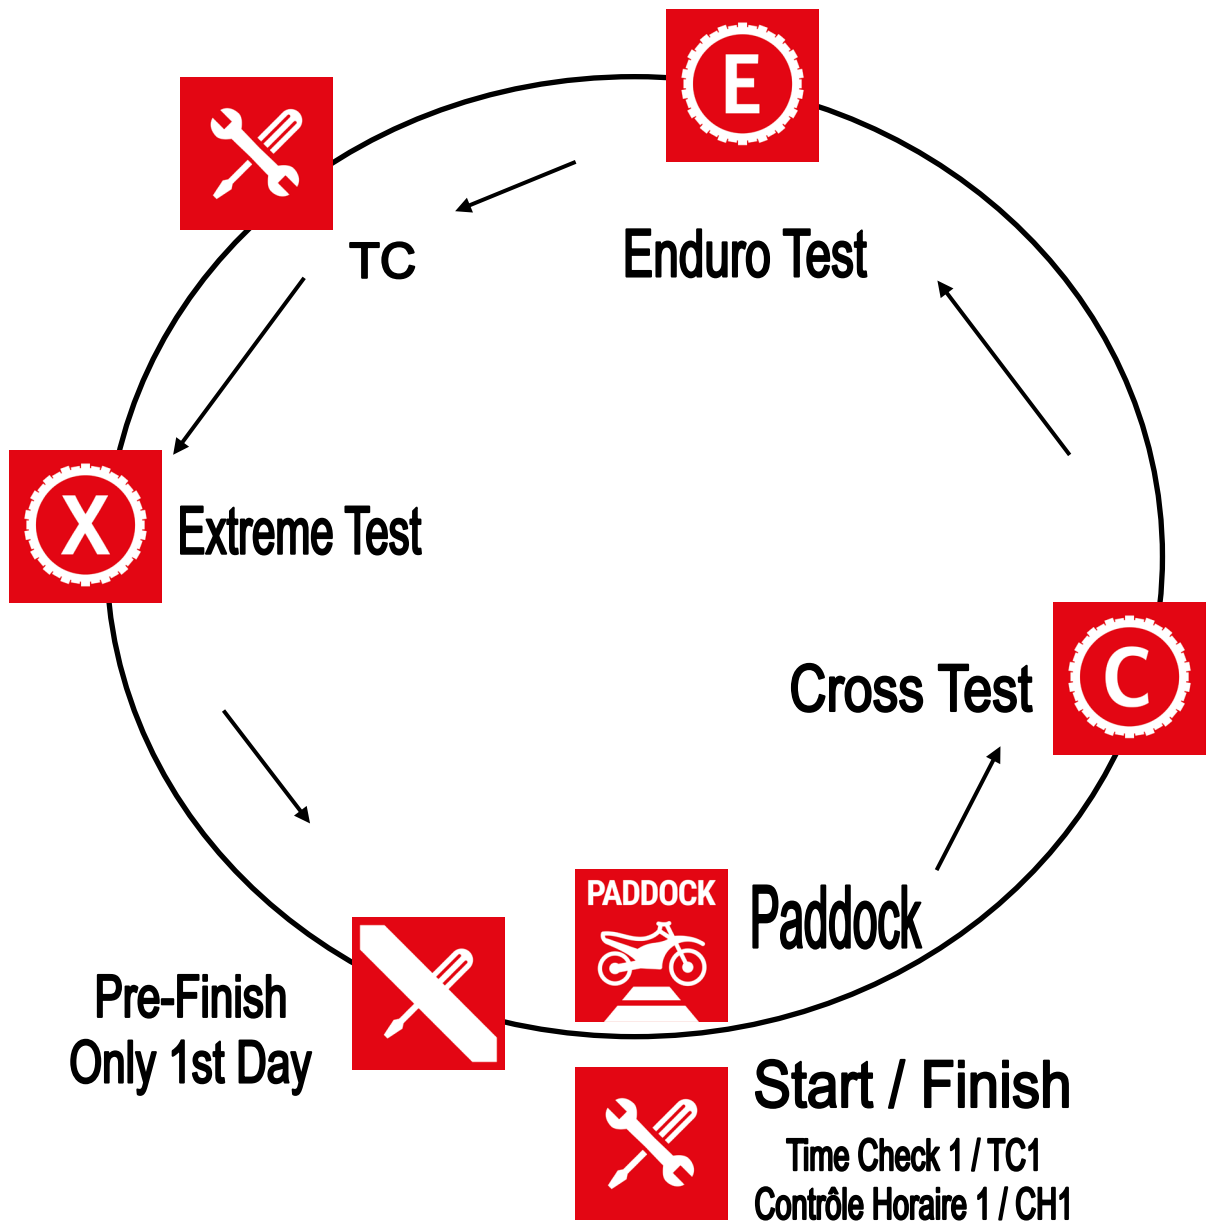 E
TC
Enduro Test
X
Extreme Test
C
Cross Test
PADDOCK
Paddock
Pre-Finish
Only 1st Day
Start / Finish
Time Check 1 / TC1
Contrôle Horaire 1 / CH1